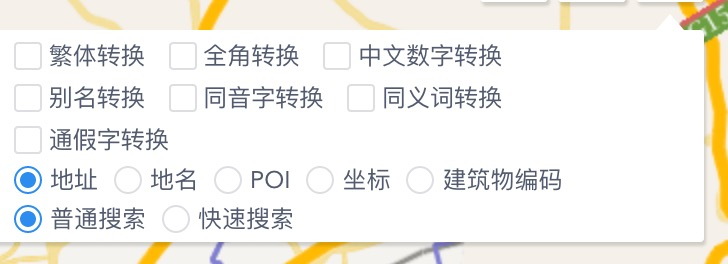 G15
繁体转换 全角转换 中文数字转换
别名转换 同音字转换 同义词转换
通假字转换
地址 地名 POI 坐标 建筑物编码
普通搜索 快速搜索